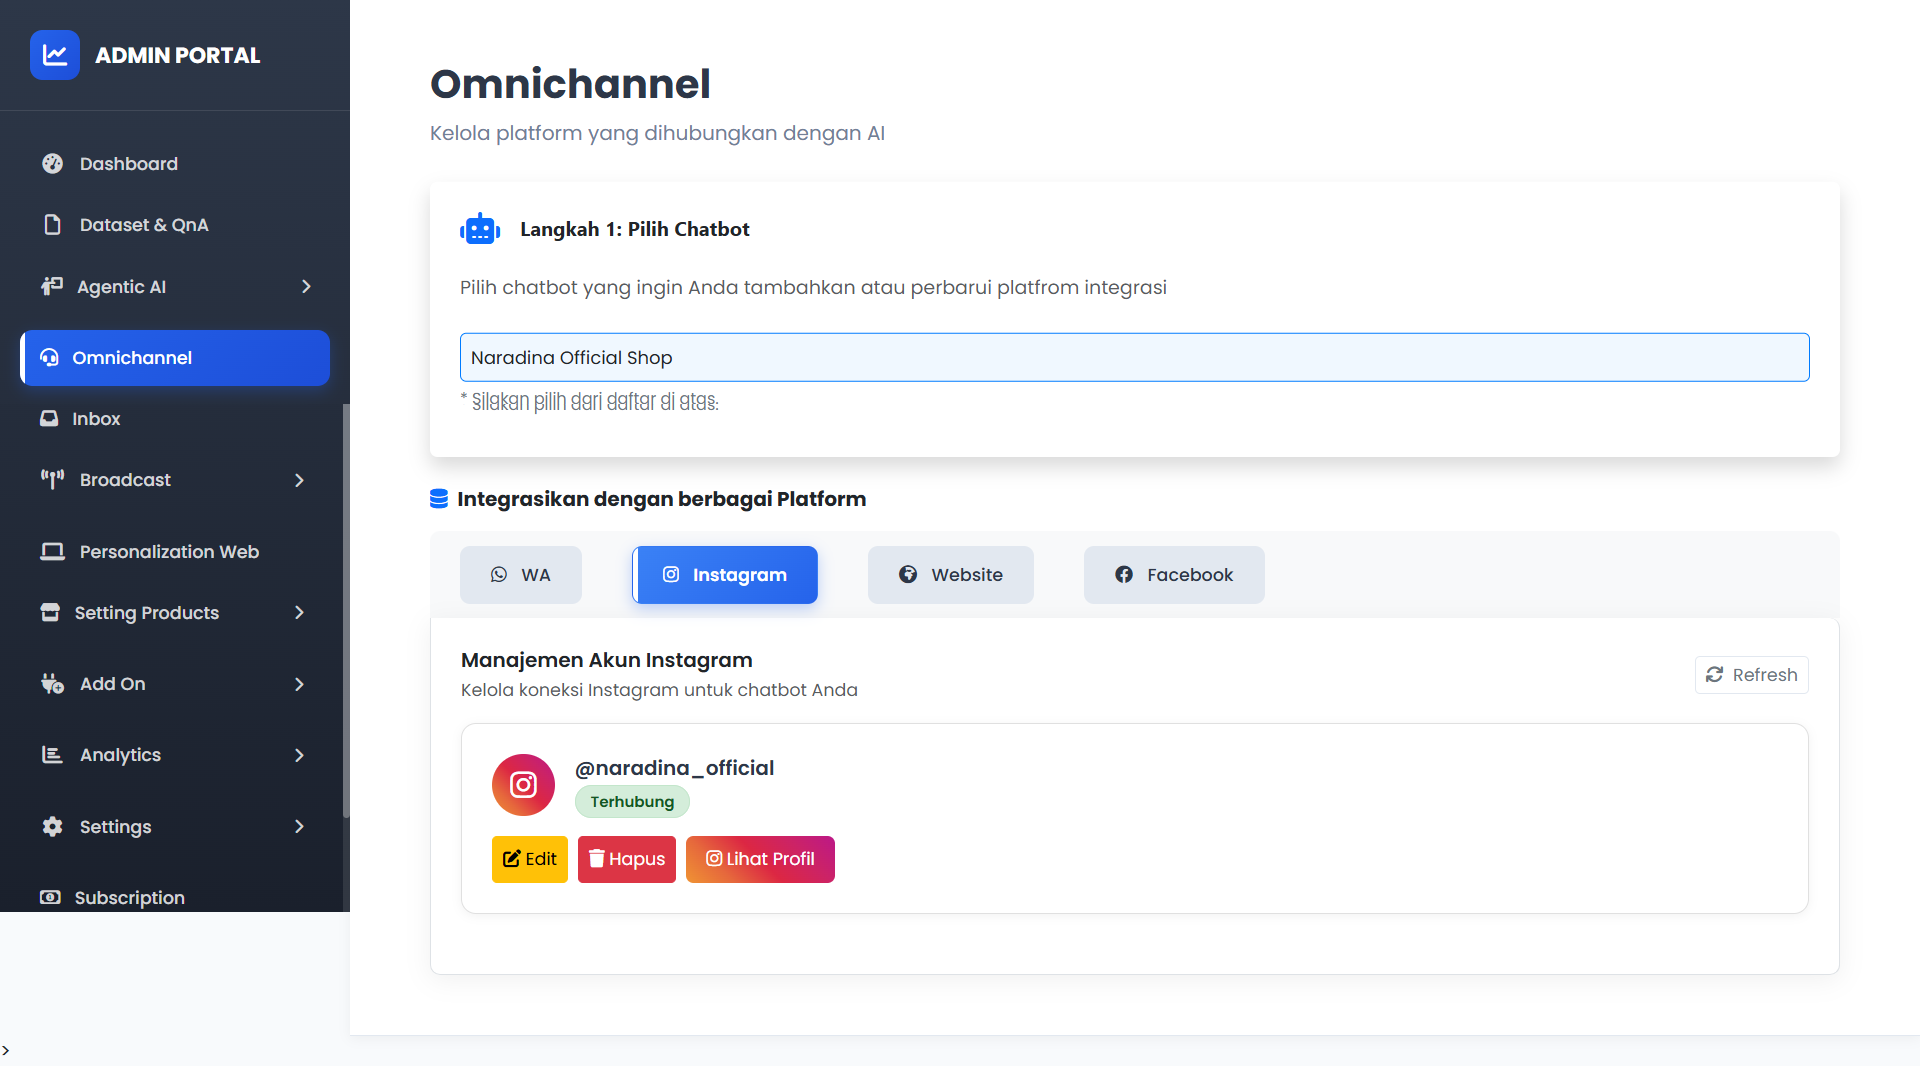 ADMIN PORTAL
Dashboard
Dataset & QnA
Agentic AI
Omnichannel
Inbox
Broadcast
Personalization Web
Setting Products
Add On
Analytics
Settings
Subscription
>
Omnichannel
Kelola platform yang dihubungkan dengan AI
Langkah 1: Pilih Chatbot
Pilih chatbot yang ingin Anda tambahkan atau perbarui platfrom integrasi
Naradina Official Shop
* Silakan pilih dari daftar di atas.
Integrasikan dengan berbagai Platform
WA
Instagram
Website
Facebook
Manajemen Akun Instagram
Kelola koneksi Instagram untuk chatbot Anda
Refresh
@naradina_official
Terhubung
Edit
Hapus
Lihat Profil